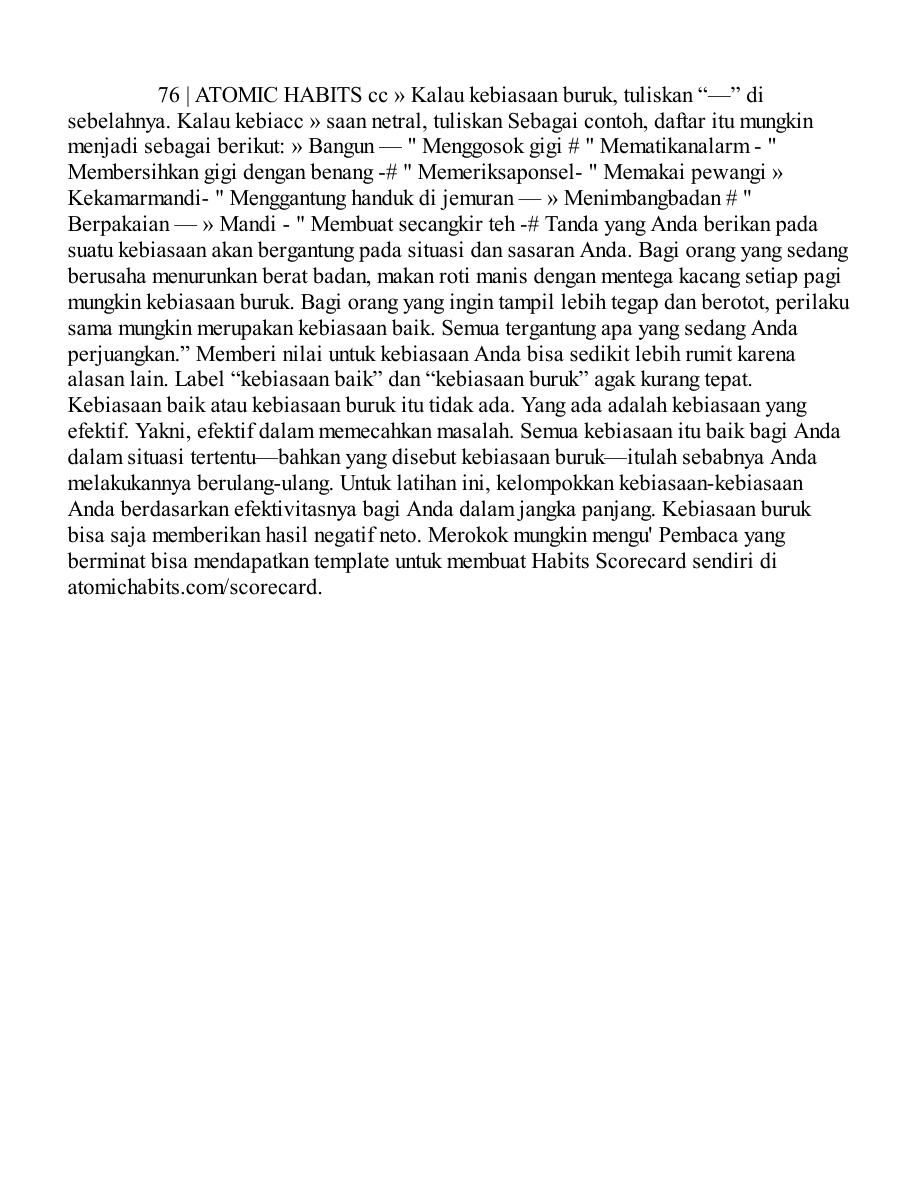 76 | ATOMIC HABITS cc » Kalau kebiasaan buruk, tuliskan “—” di
sebelahnya. Kalau kebiacc » saan netral, tuliskan Sebagai contoh, daftar itu mungkin
menjadi sebagai berikut: » Bangun — " Menggosok gigi # " Mematikanalarm - "
Membersihkan gigi dengan benang -# " Memeriksaponsel- " Memakai pewangi »
Kekamarmandi- " Menggantung handuk di jemuran — » Menimbangbadan # "
Berpakaian — » Mandi - " Membuat secangkir teh -# Tanda yang Anda berikan pada
suatu kebiasaan akan bergantung pada situasi dan sasaran Anda. Bagi orang yang sedang
berusaha menurunkan berat badan, makan roti manis dengan mentega kacang setiap pagi
mungkin kebiasaan buruk. Bagi orang yang ingin tampil lebih tegap dan berotot, perilaku
sama mungkin merupakan kebiasaan baik. Semua tergantung apa yang sedang Anda
perjuangkan.” Memberi nilai untuk kebiasaan Anda bisa sedikit lebih rumit karena
alasan lain. Label “kebiasaan baik” dan “kebiasaan buruk” agak kurang tepat.
Kebiasaan baik atau kebiasaan buruk itu tidak ada. Yang ada adalah kebiasaan yang
efektif. Yakni, efektif dalam memecahkan masalah. Semua kebiasaan itu baik bagi Anda
dalam situasi tertentu—bahkan yang disebut kebiasaan buruk—itulah sebabnya Anda
melakukannya berulang-ulang. Untuk latihan ini, kelompokkan kebiasaan-kebiasaan
Anda berdasarkan efektivitasnya bagi Anda dalam jangka panjang. Kebiasaan buruk
bisa saja memberikan hasil negatif neto. Merokok mungkin mengu' Pembaca yang
berminat bisa mendapatkan template untuk membuat Habits Scorecard sendiri di
atomichabits.com/scorecard.